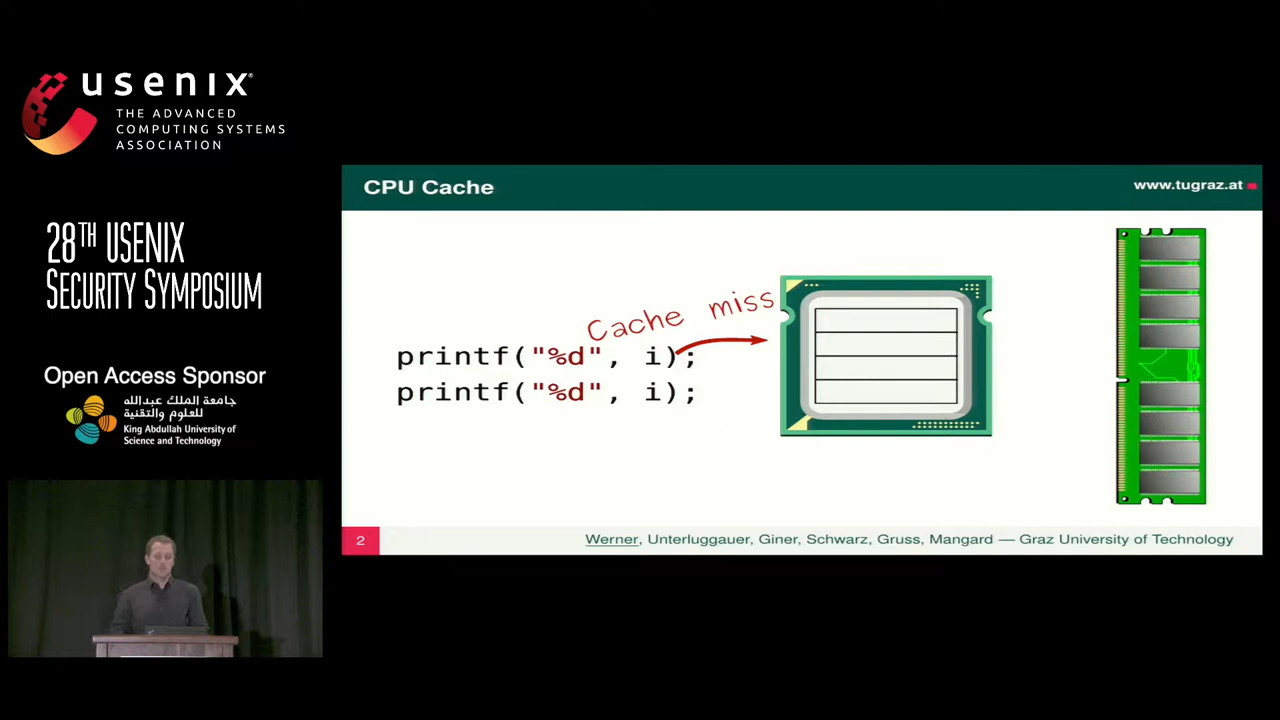 usenix®
THE ADVANCED
COMPUTING SYSTEMS
ASSOCIATION
28TH USENIX
SECURITY SYMPOSIUM
Open Access Sponsor
جامعة الملك عبدالله
للعلوم والتقنية
King Abdullah University of
Science and Technology
CPU Cache
www.tugraz.at
Cache miss
printf("%d", i);
printf("%d", i);
2
Werner, Unterluggauer, Giner, Schwarz, Gruss, Mangard — Graz University of Technology